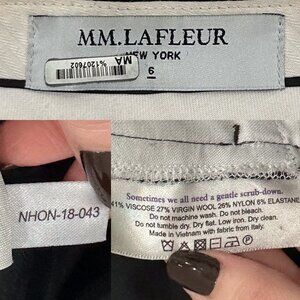 MM.LAFLEUR
NEW YORK
6
MA
%1207602
NHON-18-043
Sometimes we all need a gentle scrub-down.
41% VISCOSE 27% VIRGIN WOOL 26% NYLON 6% ELASTANE
Do not machine wash. Do not bleach.
Do not tumble dry. Dry flat. Low iron. Dry clean.
Made in Vietnam with fabric from Italy.